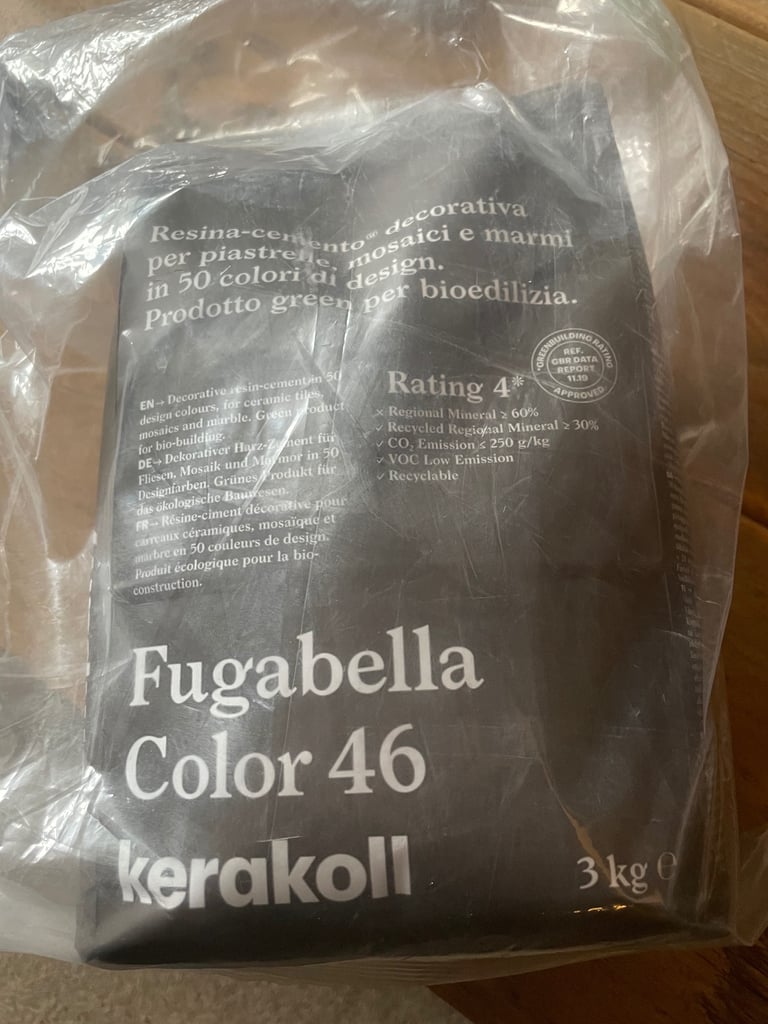 Resina-cemento® decorativa
per piastrelle, mosaici e marmi
in 50 colori di design.
Prodotto green per bioedilizia.
EN→ Decorative resin-cement in 50
design colours, for ceramic tiles,
mosaics and marble. Green product
for bio-building.
DE→ Dekorativer Harz-Zement für
Fliesen, Mosaik und Marmor in 50
Designfarben. Grünes Produkt für
das ökologische Bauwesen.
FR→ Résine-ciment décorative pour
carreaux céramiques, mosaïque et
marbre en 50 couleurs de design.
Produit écologique pour la bio-
construction.
Rating 4*
× Regional Mineral ≥ 60%
✓ Recycled Regional Mineral ≥ 30%
✓ CO₂ Emission ≤ 250 g/kg
✓ VOC Low Emission
✓ Recyclable
*GREENBUILDING RATING
REF.
GBR DATA
REPORT
11.19
APPROVED
Fugabella
Color 46
kerakoll
3 kg e